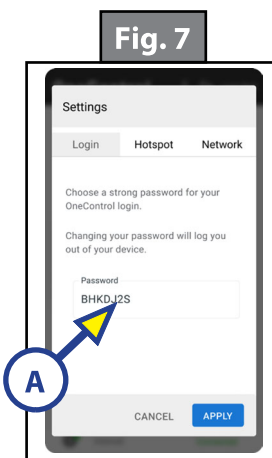 Fig. 7
Settings
Login Hotspot Network
Choose a strong password for your
OneControl login.
Changing your password will log you
out of your device.
Password
BHKDJ2S
A
CANCEL APPLY